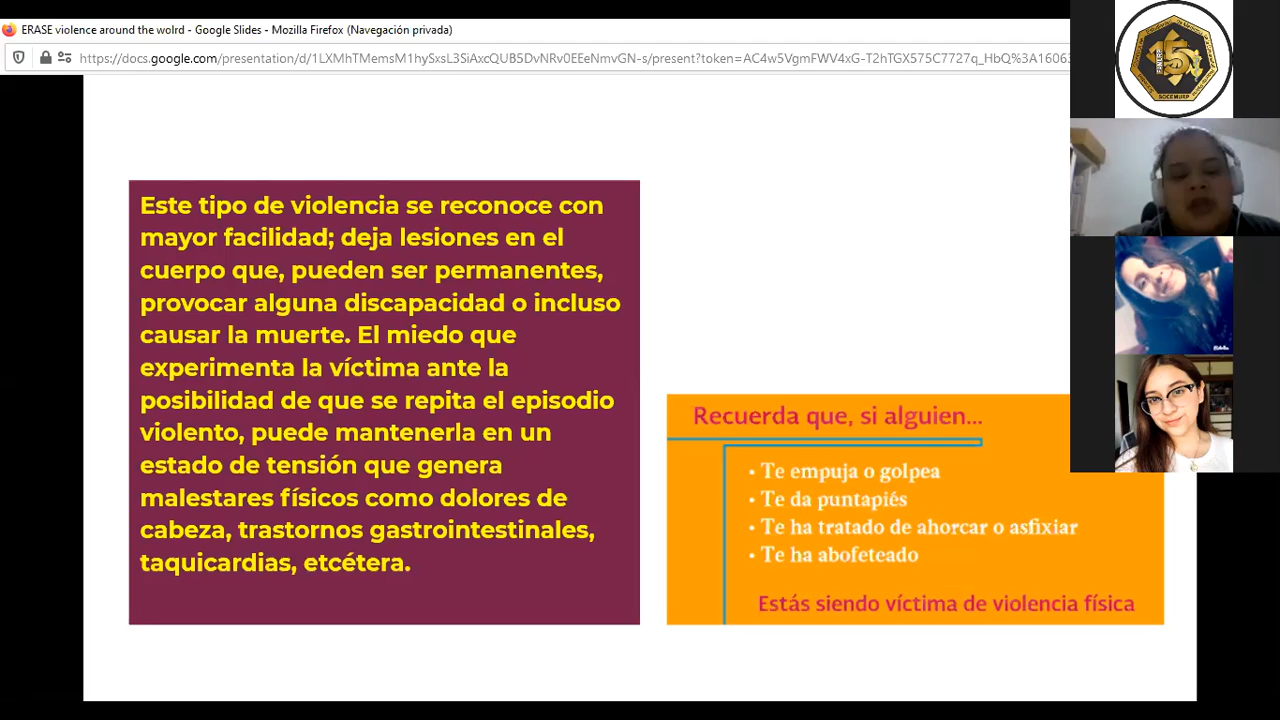 ERASE violence around the wolrd - Google Slides - Mozilla Firefox (Navegación privada)
https://docs.google.com/presentation/d/1LXMhTMemsM1hySxsL3SiAxcQUB5DvNRv0EEeNmvGN-s/present?token=AC4w5VgmFWV4xG-T2hTGX575C7727q_HbQ%3A16063
Este tipo de violencia se reconoce con
mayor facilidad; deja lesiones en el
cuerpo que, pueden ser permanentes,
provocar alguna discapacidad o incluso
causar la muerte. El miedo que
experimenta la víctima ante la
posibilidad de que se repita el episodio
violento, puede mantenerla en un
estado de tensión que genera
malestares físicos como dolores de
cabeza, trastornos gastrointestinales,
taquicardias, etcétera.
Recuerda que, si alguien...
• Te empuja o golpea
• Te da puntapiés
• Te ha tratado de ahorcar o asfixiar
• Te ha abofeteado
Estás siendo víctima de violencia física
15
SOCEMURP